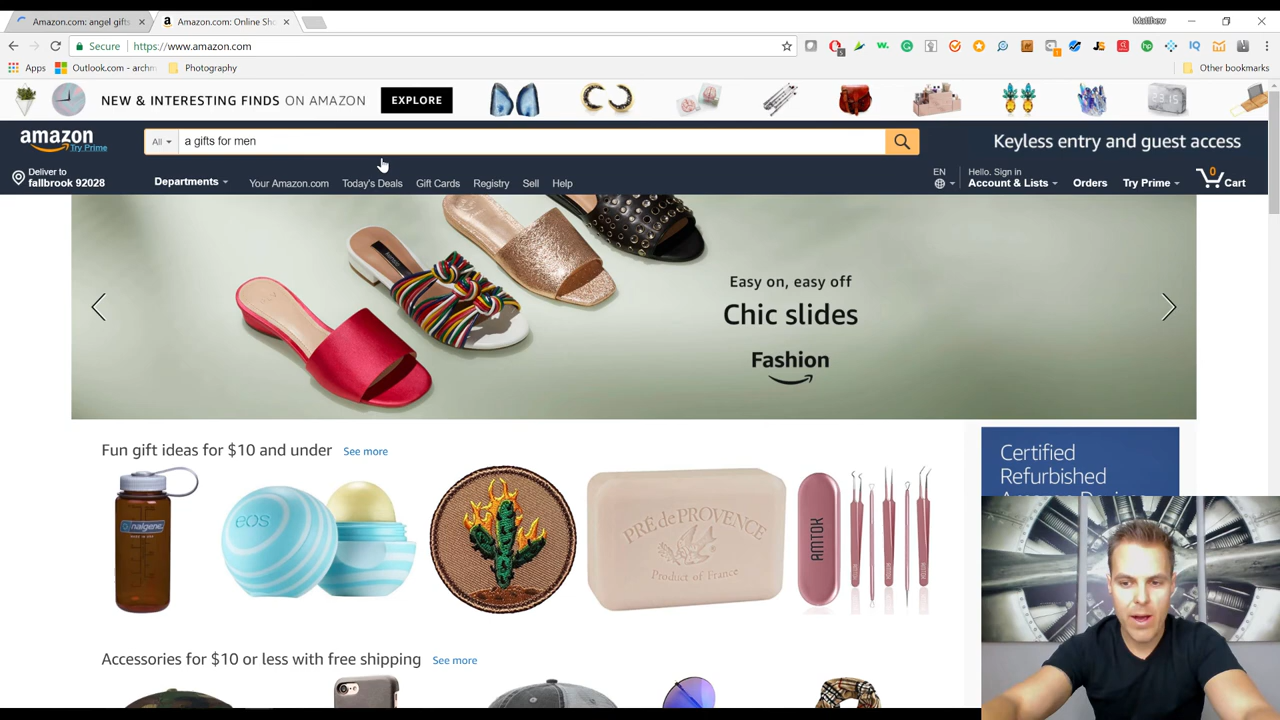 Amazon.com: angel gifts
Amazon.com: Online Sho
Matthew
Secure
https://www.amazon.com
Apps
Outlook.com - archm
Photography
Other bookmarks
NEW & INTERESTING FINDS ON AMAZON
EXPLORE
amazon
Try Prime
All
a gifts for men
Keyless entry and guest access
Deliver to
fallbrook 92028
Departments
Your Amazon.com
Today's Deals
Gift Cards
Registry
Sell
Help
EN
Hello. Sign in
Account & Lists
Orders
Try Prime
0
Cart
Easy on, easy off
Chic slides
Fashion
Fun gift ideas for $10 and under
See more
nalgene
eos
PRÉ de PROVENCE
Product of France
AMTOK
Certified
Refurbished
Accessories for $10 or less with free shipping
See more